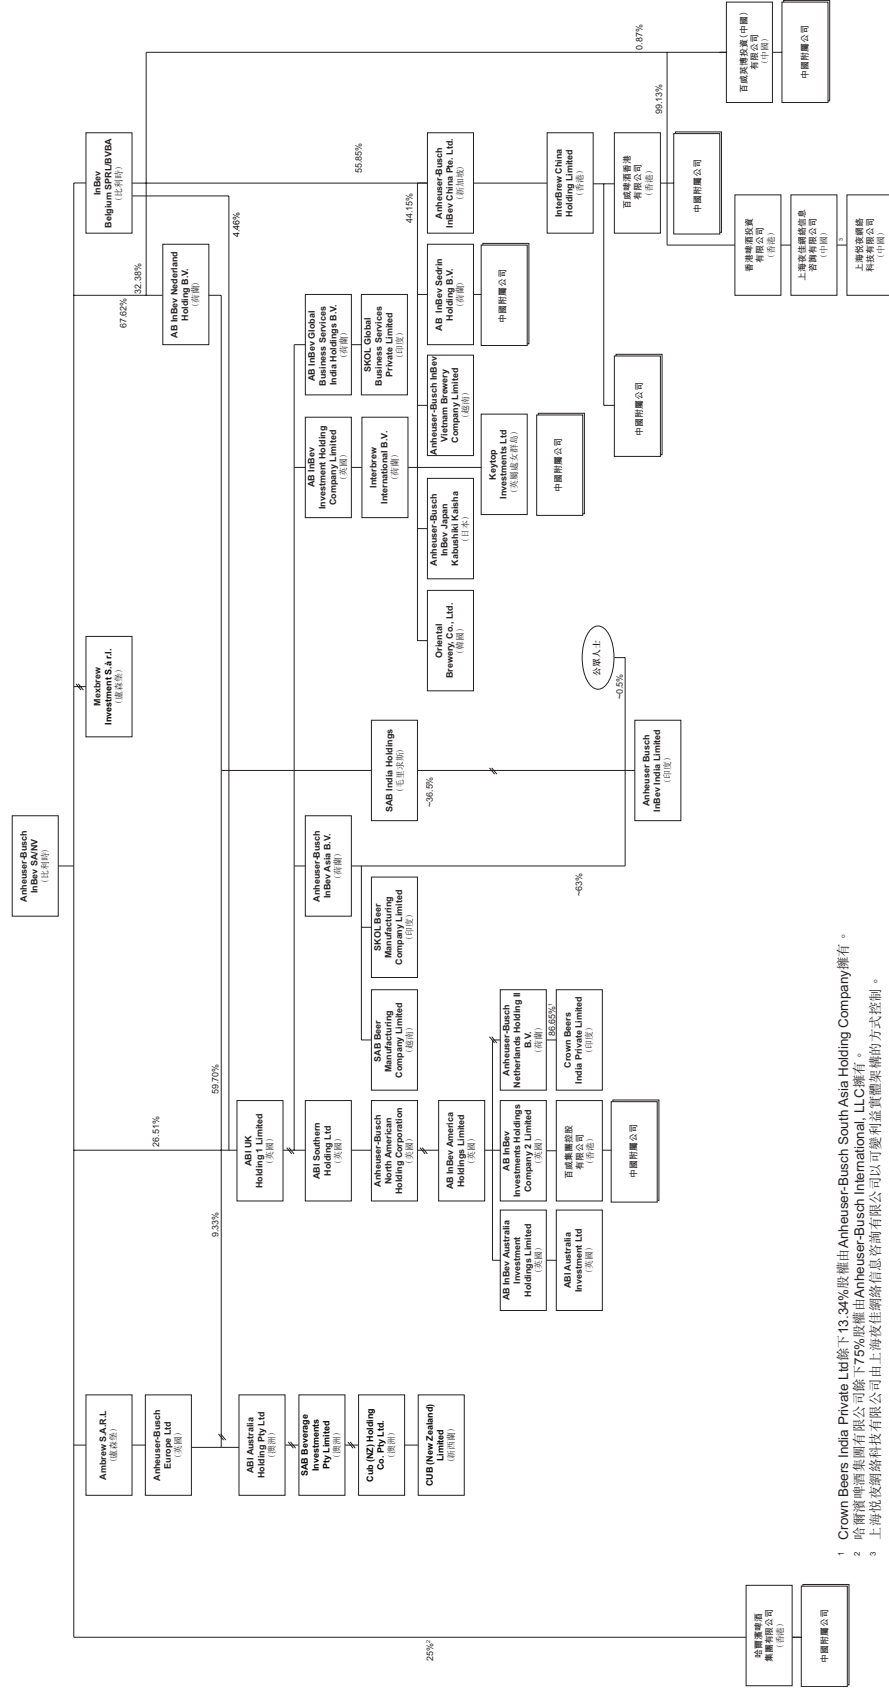 Anheuser-Busch
InBev SA/NV
(比利時)
Ambrew S.A.R.L
(盧森堡)
Mexbrew
Investment S.à r.l.
(盧森堡)
InBev
Belgium SPRL/BVBA
(比利時)
Anheuser-Busch
Europe Ltd
(英國)
26.51%
67.62%
32.38%
AB InBev Nederland
Holding B.V.
(荷蘭)
9.33%
59.70%
4.46%
ABI Australia
Holding Pty Ltd
(澳洲)
ABI UK
Holding 1 Limited
(英國)
SAB Beverage
Investments
Pty Limited
(澳洲)
ABI Southern
Holding Ltd
(英國)
Anheuser-Busch
InBev Asia B.V.
(荷蘭)
AB InBev
Investment Holding
Company Limited
(英國)
AB InBev Global
Business Services
India Holdings B.V.
(荷蘭)
Cub (NZ) Holding
Co. Pty Ltd.
(澳洲)
Anheuser-Busch
North American
Holding Corporation
(美國)
SAB Beer
Manufacturing
Company Limited
(越南)
SKOL Beer
Manufacturing
Company Limited
(印度)
SAB India Holdings
(毛里求斯)
Interbrew
International B.V.
(荷蘭)
SKOL Global
Business Services
Private Limited
(印度)
55.85%
44.15%
CUB (New Zealand)
Limited
(新西蘭)
AB InBev America
Holdings Limited
(英國)
~36.5%
Oriental
Brewery, Co., Ltd.
(韓國)
Anheuser-Busch
InBev Japan
Kabushiki Kaisha
(日本)
Anheuser-Busch InBev
Vietnam Brewery
Company Limited
(越南)
AB InBev Sedrin
Holding B.V.
(荷蘭)
Anheuser-Busch
InBev China Pte. Ltd.
(新加坡)
AB InBev Australia
Investment
Holdings Limited
(英國)
AB InBev
Investments Holdings
Company 2 Limited
(英國)
Anheuser-Busch
Netherlands Holding II
B.V.
(荷蘭)
Keytop
Investments Ltd
(英屬處女群島)
中國附屬公司
86.65%¹
ABI Australia
Investment Ltd
(英國)
百威集團控股
有限公司
(香港)
Crown Beers
India Private Limited
(印度)
~63%
中國附屬公司
InterBrew China
Holding Limited
(香港)
公眾人士
~0.5%
中國附屬公司
中國附屬公司
百威啤酒香港
有限公司
(香港)
0.87%
99.13%
Anheuser Busch
InBev India Limited
(印度)
中國附屬公司
25%²
哈爾濱啤酒
集團有限公司
(香港)
中國附屬公司
香港啤酒投資
有限公司
(香港)
百威英博投資(中國)
有限公司
(中國)
中國附屬公司
上海夜佳網絡信息
咨詢有限公司
(中國)
3
上海悦夜網絡
科技有限公司
(中國)
1 Crown Beers India Private Ltd餘下13.34%股權由Anheuser-Busch South Asia Holding Company擁有。
2 哈爾濱啤酒集團有限公司餘下75%股權由Anheuser-Busch International, LLC擁有。
3 上海悦夜網絡科技有限公司由上海夜佳網絡信息咨詢有限公司以可變利益實體架構的方式控制。